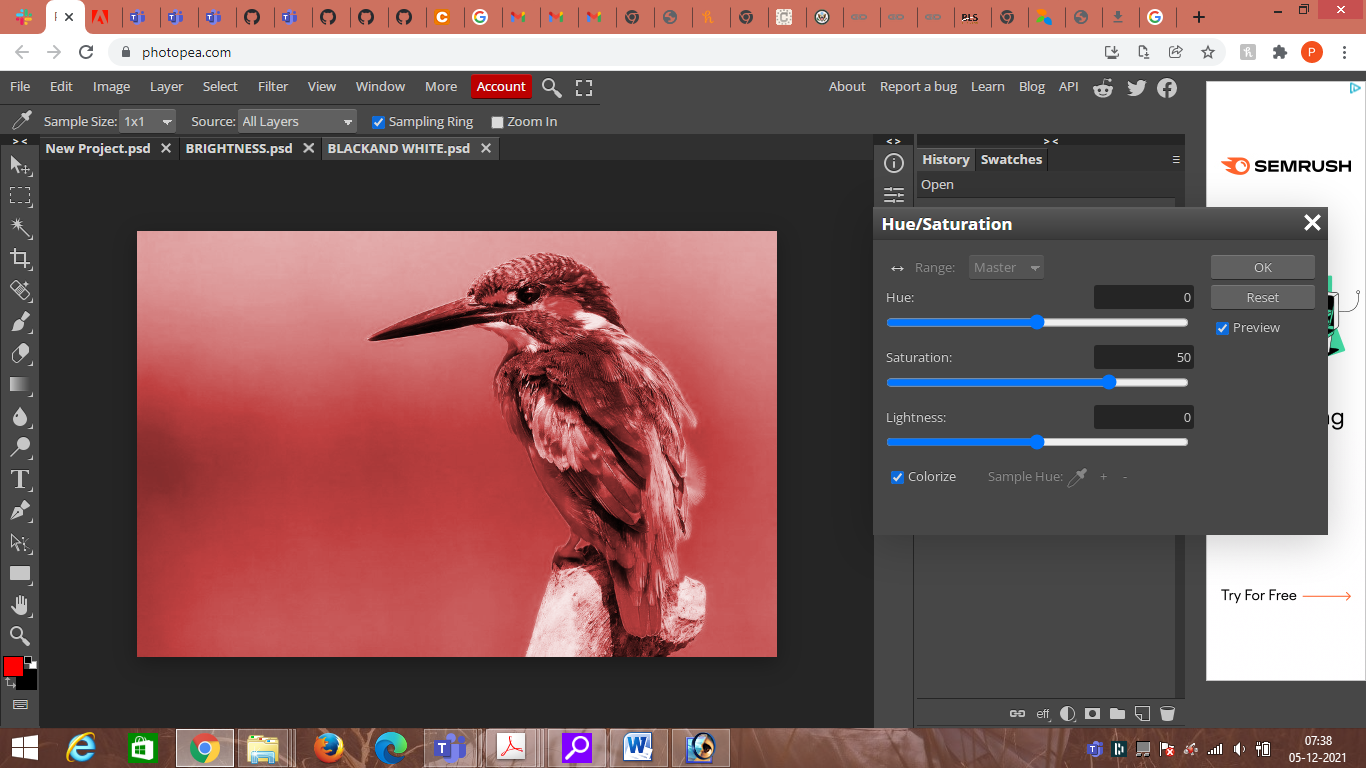 photopea.com
P
File Edit Image Layer Select Filter View Window More Account
About Report a bug Learn Blog API
Sample Size: 1x1 Source: All Layers Sampling Ring Zoom In
New Project.psd BRIGHTNESS.psd BLACKAND WHITE.psd
> <
< >
> <
History Swatches
Open
SEMRUSH
Hue/Saturation
Range: Master OK
Hue: 0 Reset
Preview
Saturation: 50
Lightness: 0
Colorize Sample Hue: + -
Try For Free
eff
07:38
05-12-2021